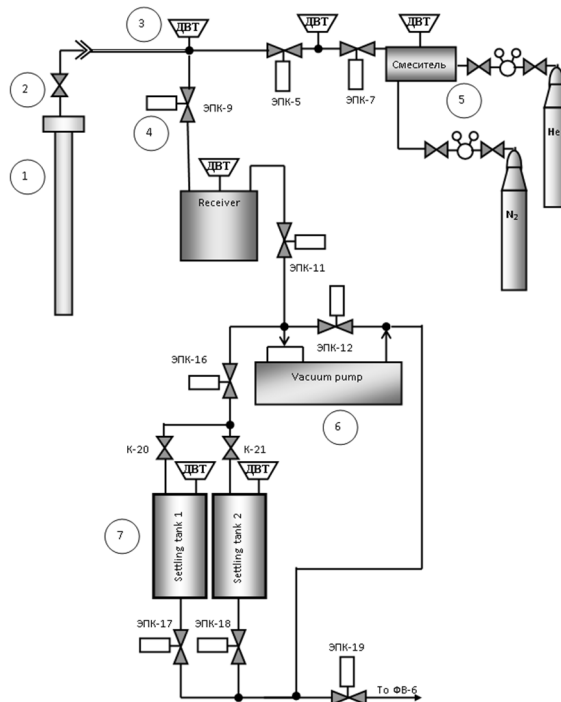 ДВТ
ДВТ
ДВТ
3
2
ЭПК-9
ЭПК-5
ЭПК-7
Смеситель
5
4
1
He
ДВТ
Receiver
N₂
ЭПК-11
ЭПК-12
ЭПК-16
Vacuum pump
6
К-20
К-21
ДВТ
ДВТ
7
Settling tank 1
Settling tank 2
ЭПК-17
ЭПК-18
ЭПК-19
То ФВ-6